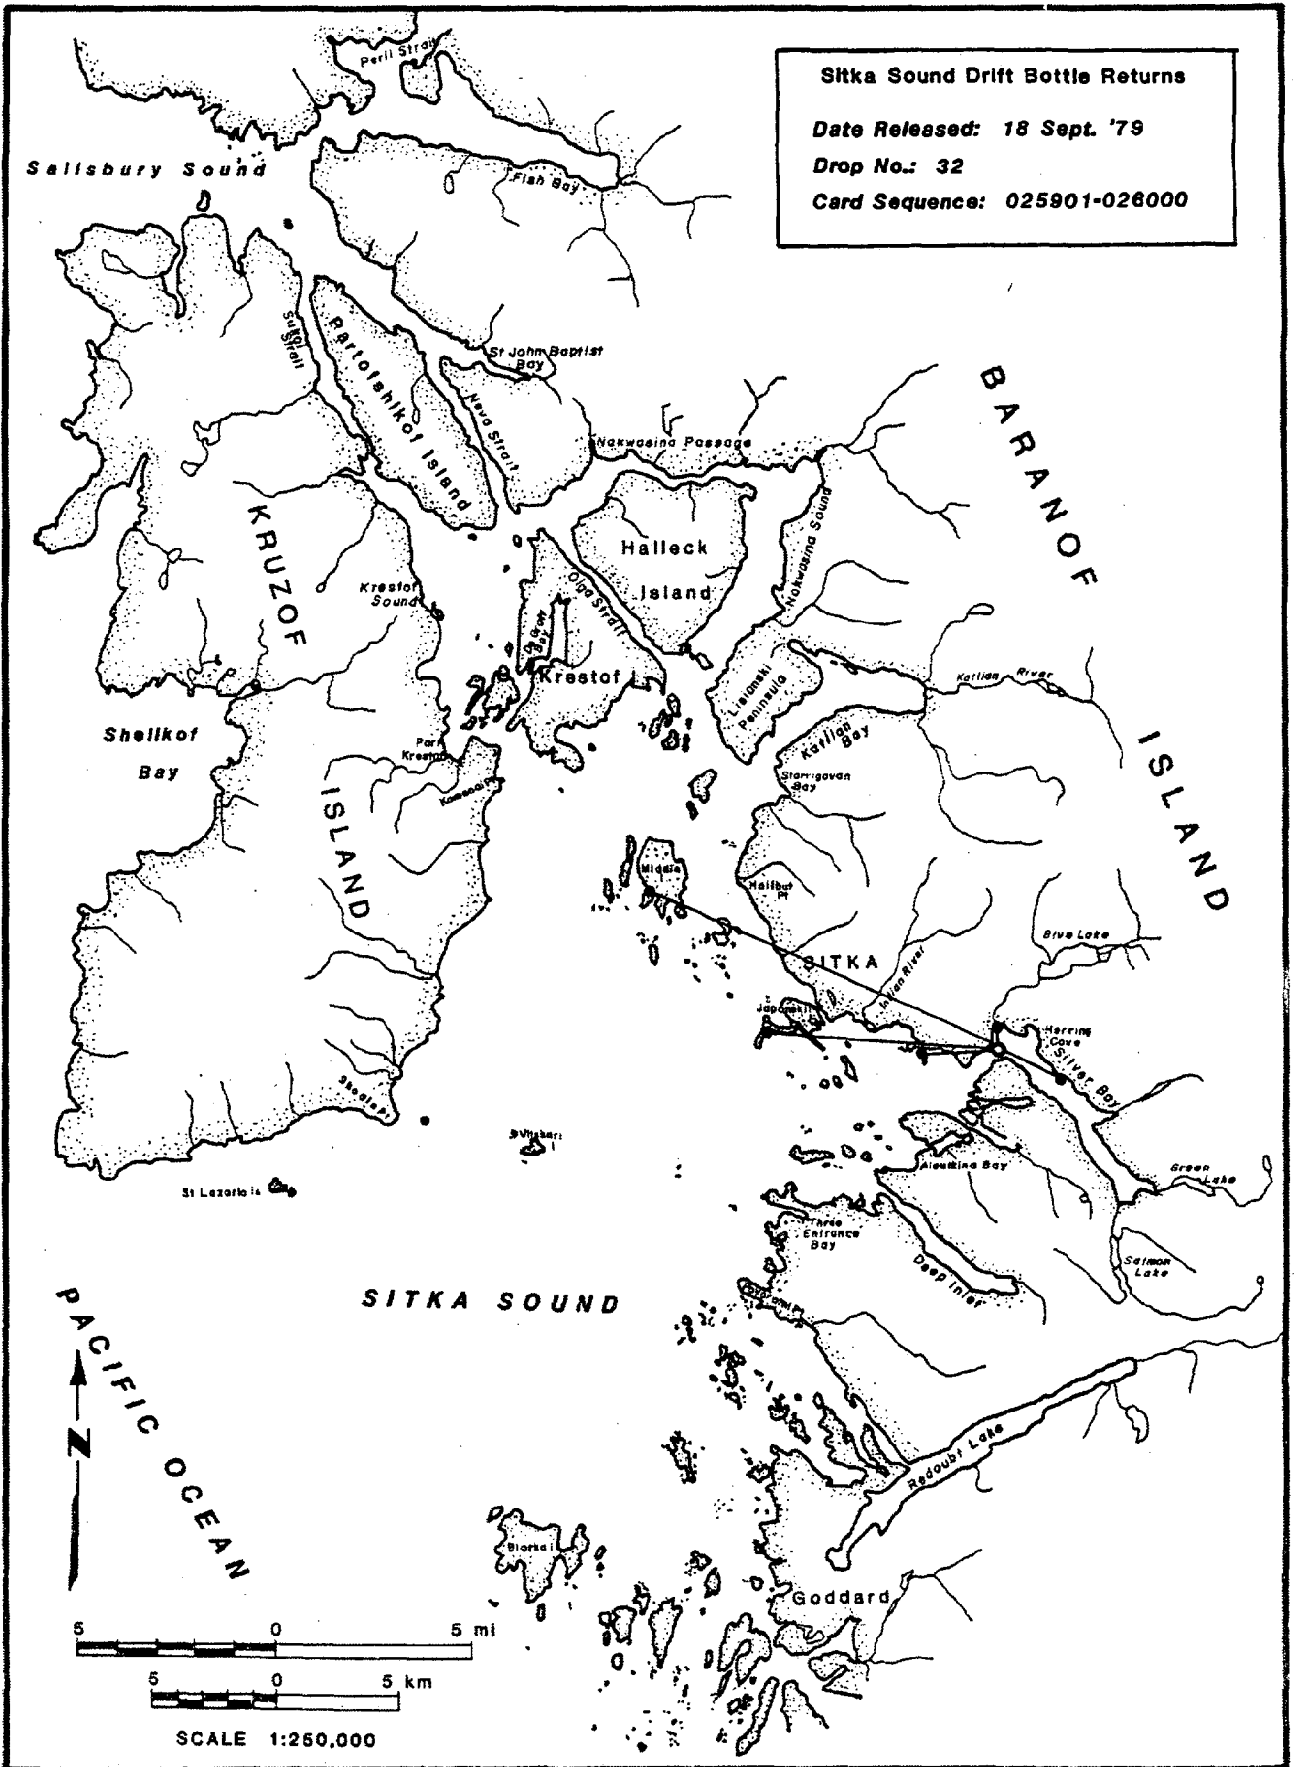 Peril Strait
Sitka Sound Drift Bottle Returns
Date Released: 18 Sept. '79
Drop No.: 32
Card Sequence: 025901-026000
Salisbury Sound
Fish Bay
Sukoi
Strait
Partofshikof Island
St John Baptist
Bay
Neva Strait
Nakwasina Passage
BARANOF
ISLAND
KRUZOF
ISLAND
Halleck
Island
Nakwasina Sound
Krestof
Sound
Olga Strait
Bay
Krestof I
Lisianski
Peninsula
Katlian River
Katlian
Bay
Shelikof
Bay
Port
Krestof
Starrigavan
Bay
Middle
Halibut
Pt
SITKA
Indian River
Blue Lake
Japonski I
Herring
Cove
Silver Bay
Shoals Pt
Vitskari
I
St Lazaria is
Aleutkina Bay
Green
Lake
Three
Entrance
Bay
Deep Inlet
Salmon
Lake
SITKA SOUND
PACIFIC OCEAN
N
Redoubt Lake
Biorka I
Goddard
5 0 5 mi
5 0 5 km
SCALE 1:250,000